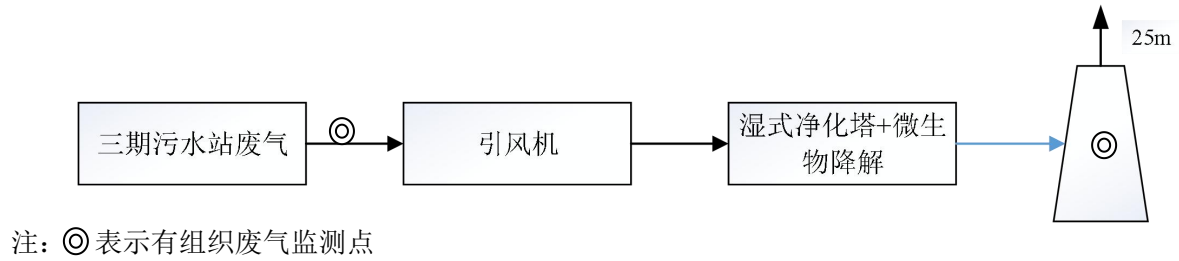 25m
三期污水站废气
引风机
湿式净化塔+微生
物降解
注：◎表示有组织废气监测点